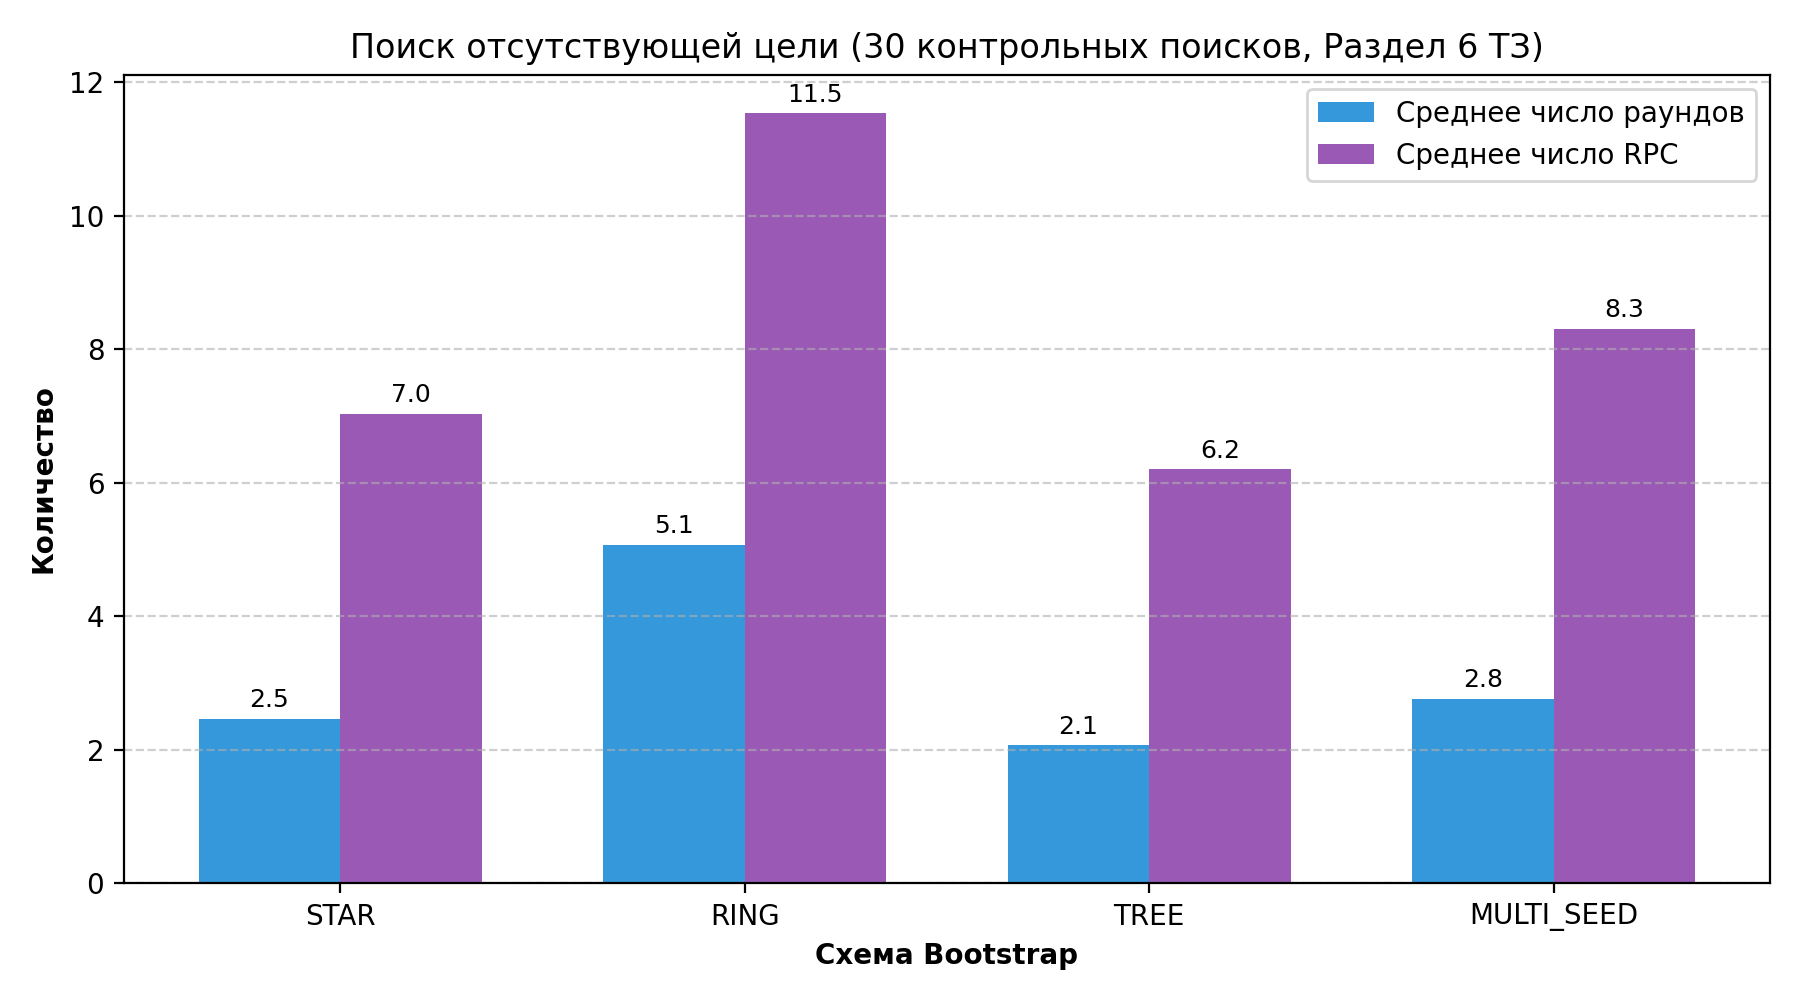 Поиск отсутствующей цели (30 контрольных поисков, Раздел 6 ТЗ)
Среднее число раундов
Среднее число RPC
Количество
12
10
8
6
4
2
0
2.5
7.0
5.1
11.5
2.1
6.2
2.8
8.3
STAR
RING
TREE
MULTI_SEED
Схема Bootstrap